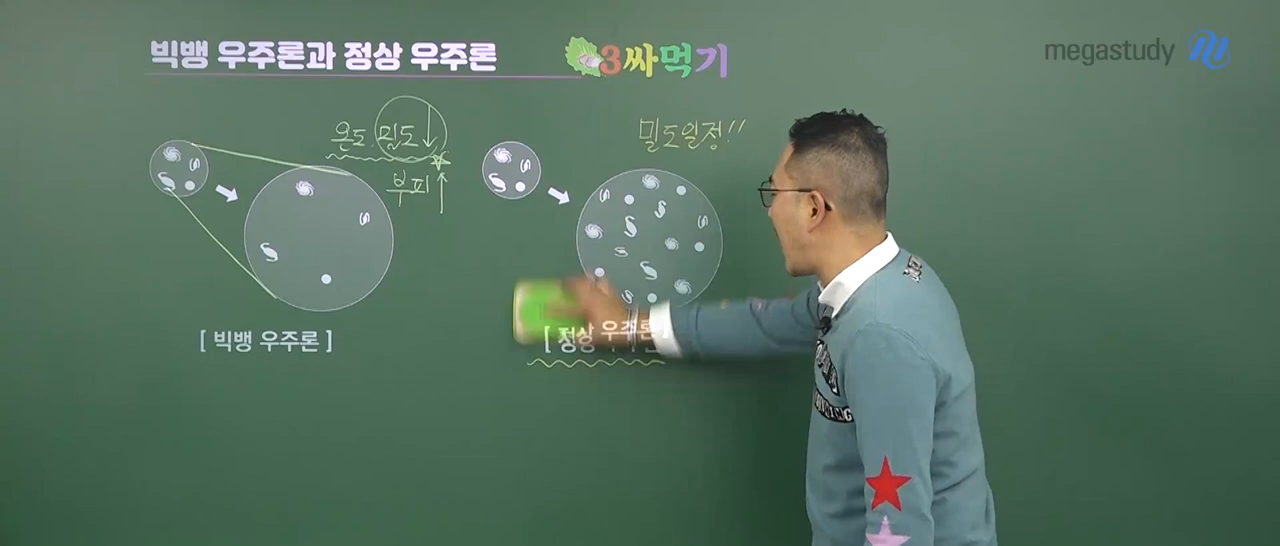 빅뱅 우주론과 정상 우주론
3싸먹기
megastudy
온도, 밀도↓
부피↑
밀도일정!!
[ 빅뱅 우주론 ]
[ 정상 우주론 ]